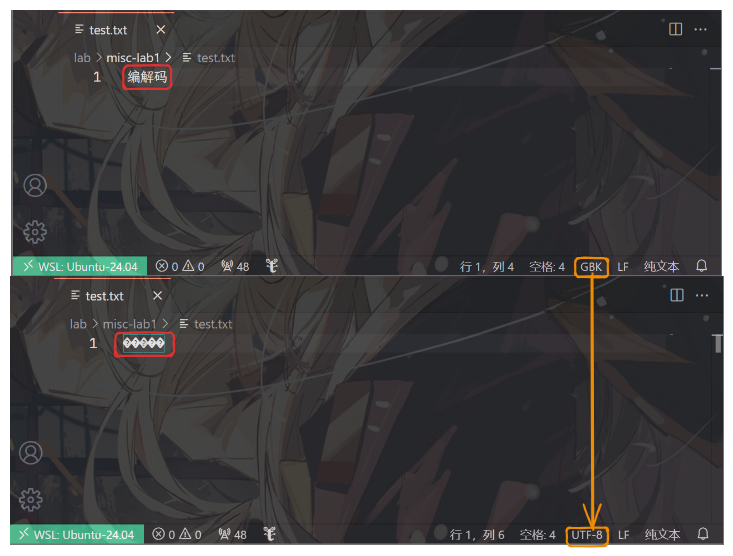 test.txt
lab > misc-lab1 > test.txt
1 编解码
WSL: Ubuntu-24.04 0 0 48 行 1，列 4 空格: 4 GBK LF 纯文本
test.txt
lab > misc-lab1 > test.txt
1 �����
WSL: Ubuntu-24.04 0 0 48 行 1，列 6 空格: 4 UTF-8 LF 纯文本